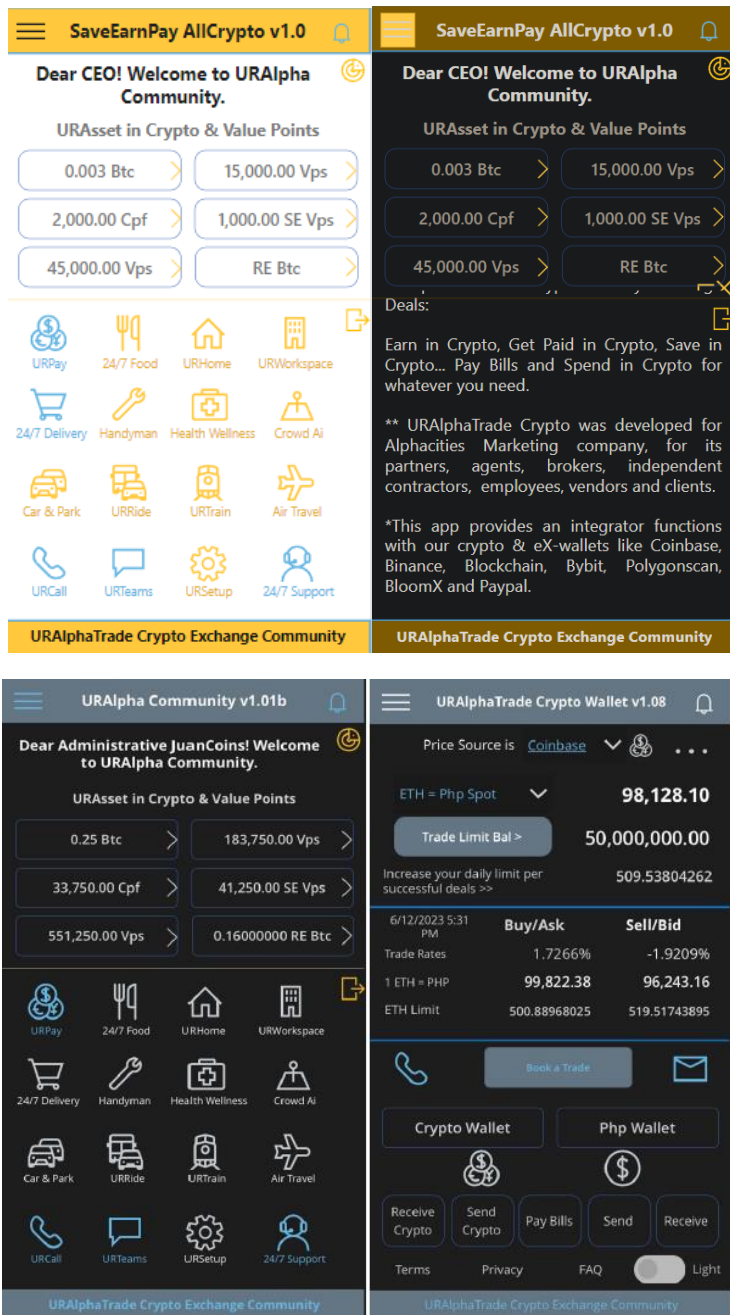 SaveEarnPay AllCrypto v1.0
Dear CEO! Welcome to URAlpha
Community.
URAsset in Crypto & Value Points
0.003 Btc
15,000.00 Vps
2,000.00 Cpf
1,000.00 SE Vps
45,000.00 Vps
RE Btc
URPay
24/7 Food
URHome
URWorkspace
24/7 Delivery
Handyman
Health Wellness
Crowd Ai
Car & Park
URRide
URTrain
Air Travel
URCall
URTeams
URSetup
24/7 Support
URAlphaTrade Crypto Exchange Community
SaveEarnPay AllCrypto v1.0
Dear CEO! Welcome to URAlpha
Community.
URAsset in Crypto & Value Points
0.003 Btc
15,000.00 Vps
2,000.00 Cpf
1,000.00 SE Vps
45,000.00 Vps
RE Btc
Deals:
Earn in Crypto, Get Paid in Crypto, Save in
Crypto... Pay Bills and Spend in Crypto for
whatever you need.
** URAlphaTrade Crypto was developed for
Alphacities Marketing company, for its
partners, agents, brokers, independent
contractors, employees, vendors and clients.
*This app provides an integrator functions
with our crypto & eX-wallets like Coinbase,
Binance, Blockchain, Bybit, Polygonscan,
BloomX and Paypal.
URAlphaTrade Crypto Exchange Community
URAlpha Community v1.01b
Dear Administrative JuanCoins! Welcome
to URAlpha Community.
URAsset in Crypto & Value Points
0.25 Btc
183,750.00 Vps
33,750.00 Cpf
41,250.00 SE Vps
551,250.00 Vps
0.16000000 RE Btc
URPay
24/7 Food
URHome
URWorkspace
24/7 Delivery
Handyman
Health Wellness
Crowd Ai
Car & Park
URRide
URTrain
Air Travel
URCall
URTeams
URSetup
24/7 Support
URAlphaTrade Crypto Exchange Community
URAlphaTrade Crypto Wallet v1.08
Price Source is Coinbase
ETH = Php Spot
98,128.10
Trade Limit Bal >
50,000,000.00
Increase your daily limit per
successful deals >>
509.53804262
6/12/2023 5:31
PM
Buy/Ask
Sell/Bid
Trade Rates
1.7266%
-1.9209%
1 ETH = PHP
99,822.38
96,243.16
ETH Limit
500.88968025
519.51743895
Book a Trade
Crypto Wallet
Php Wallet
Receive
Crypto
Send
Crypto
Pay Bills
Send
Receive
Terms
Privacy
FAQ
Light
URAlphaTrade Crypto Exchange Community